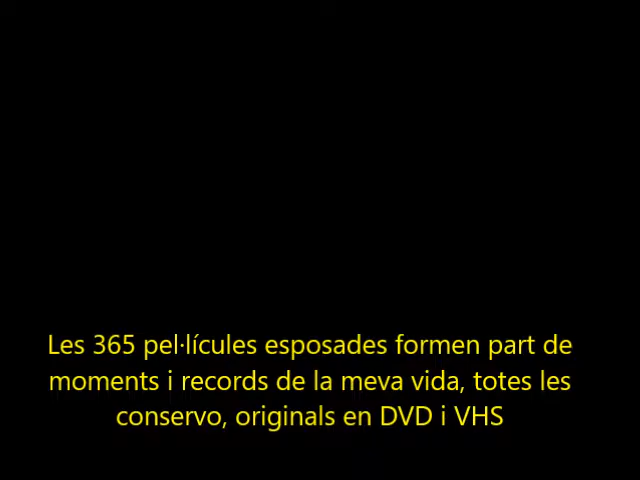 Les 365 pel·lícules esposades formen part de
moments i records de la meva vida, totes les
conservo, originals en DVD i VHS